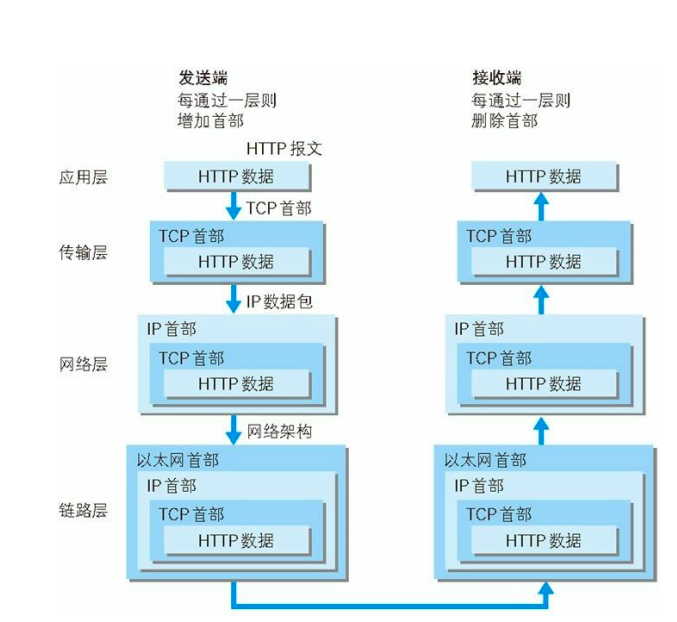 发送端
每通过一层则
增加首部
接收端
每通过一层则
删除首部
HTTP 报文
应用层
HTTP 数据
HTTP 数据
TCP 首部
传输层
TCP 首部
HTTP 数据
TCP 首部
HTTP 数据
IP 数据包
网络层
IP 首部
TCP 首部
HTTP 数据
IP 首部
TCP 首部
HTTP 数据
网络架构
链路层
以太网首部
IP 首部
TCP 首部
HTTP 数据
以太网首部
IP 首部
TCP 首部
HTTP 数据